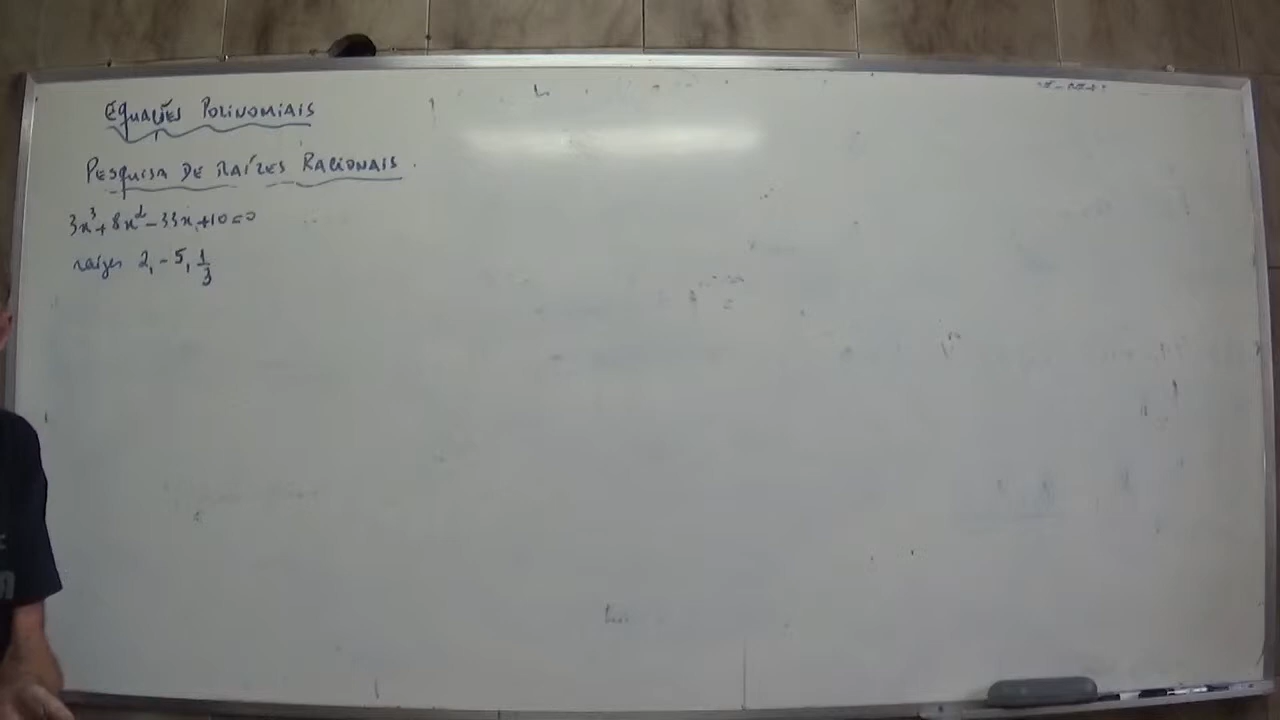 EQUAÇÕES POLINOMIAIS
PESQUISA DE RAÍZES RACIONAIS.
3x³+8x²-33x+10=0
raízes 2, -5, 1/3